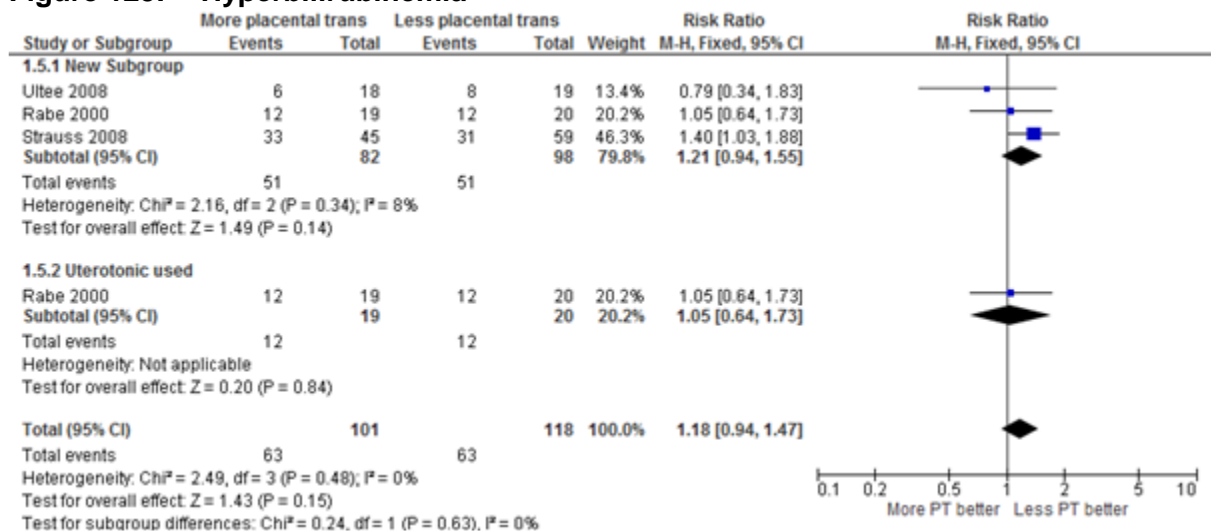 More placental trans Less placental trans Risk Ratio Risk Ratio
Study or Subgroup Events Total Events Total Weight M-H, Fixed, 95% CI M-H, Fixed, 95% CI
1.5.1 New Subgroup
Ultee 2008 6 18 8 19 13.4% 0.79 [0.34, 1.83]
Rabe 2000 12 19 12 20 20.2% 1.05 [0.64, 1.73]
Strauss 2008 33 45 31 59 46.3% 1.40 [1.03, 1.88]
Subtotal (95% CI) 82 98 79.8% 1.21 [0.94, 1.55]
Total events 51 51
Heterogeneity: Chi² = 2.16, df = 2 (P = 0.34); I² = 8%
Test for overall effect: Z = 1.49 (P = 0.14)
1.5.2 Uterotonic used
Rabe 2000 12 19 12 20 20.2% 1.05 [0.64, 1.73]
Subtotal (95% CI) 19 20 20.2% 1.05 [0.64, 1.73]
Total events 12 12
Heterogeneity: Not applicable
Test for overall effect: Z = 0.20 (P = 0.84)
Total (95% CI) 101 118 100.0% 1.18 [0.94, 1.47]
Total events 63 63
Heterogeneity: Chi² = 2.49, df = 3 (P = 0.48); I² = 0%
Test for overall effect: Z = 1.43 (P = 0.15)
Test for subgroup differences: Chi² = 0.24, df = 1 (P = 0.63), I² = 0%
0.1 0.2 0.5 1 2 5 10
More PT better Less PT better